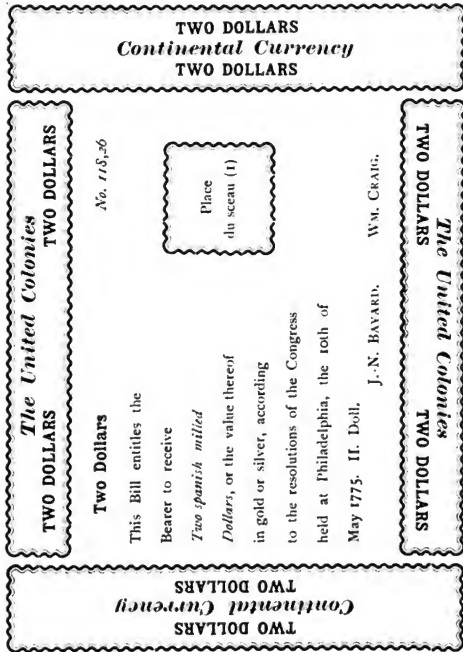 TWO DOLLARS
Continental Currency
TWO DOLLARS
The United Colonies
TWO DOLLARS TWO DOLLARS
Two Dollars No. 118,26
This Bill entitles the
Bearer to receive
Two spanish milied
Dollars, or the value thereof
in gold or silver, according
to the resolutions of the Congress
held at Philadelphia, the 10th of
May 1775. II. Doll.
Place
du sceau (1)
J.-N. BAYARD. WM. CRAIG.
TWO DOLLARS TWO DOLLARS
The United Colonies
TWO DOLLARS
Continental Currency
TWO DOLLARS